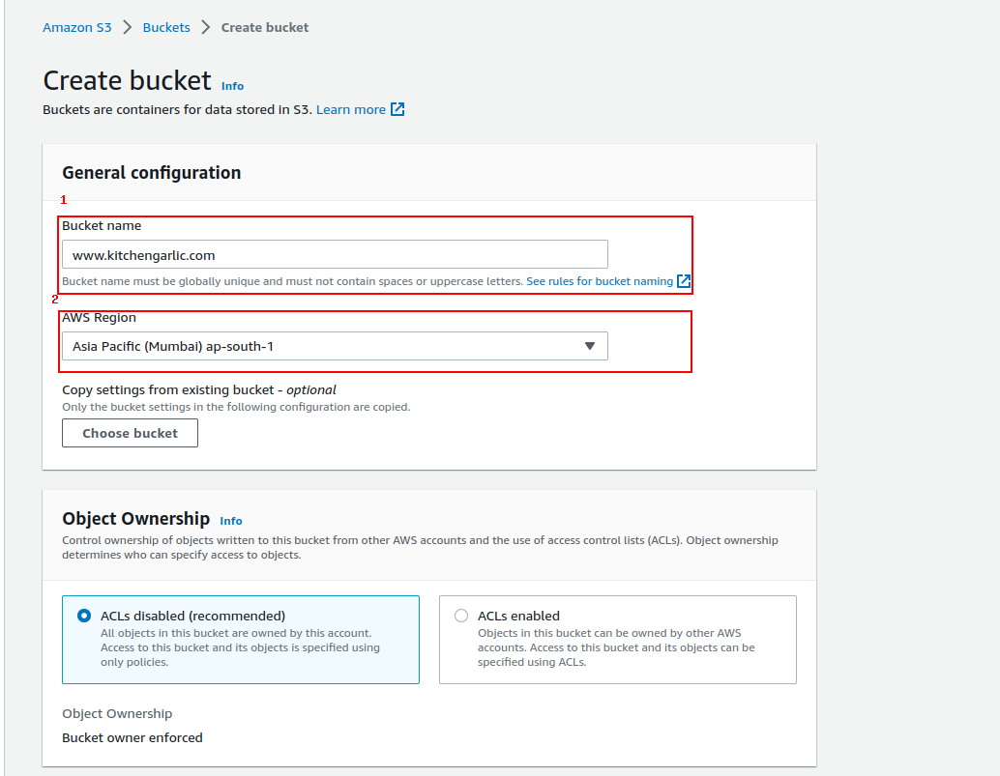 Amazon S3 > Buckets > Create bucket
Create bucket Info
Buckets are containers for data stored in S3. Learn more
General configuration
1
Bucket name
www.kitchengarlic.com
Bucket name must be globally unique and must not contain spaces or uppercase letters. See rules for bucket naming
2
AWS Region
Asia Pacific (Mumbai) ap-south-1
Copy settings from existing bucket - optional
Only the bucket settings in the following configuration are copied.
Choose bucket
Object Ownership Info
Control ownership of objects written to this bucket from other AWS accounts and the use of access control lists (ACLs). Object ownership
determines who can specify access to objects.
ACLs disabled (recommended)
All objects in this bucket are owned by this account.
Access to this bucket and its objects is specified using
only policies.
ACLs enabled
Objects in this bucket can be owned by other AWS
accounts. Access to this bucket and its objects can be
specified using ACLs.
Object Ownership
Bucket owner enforced